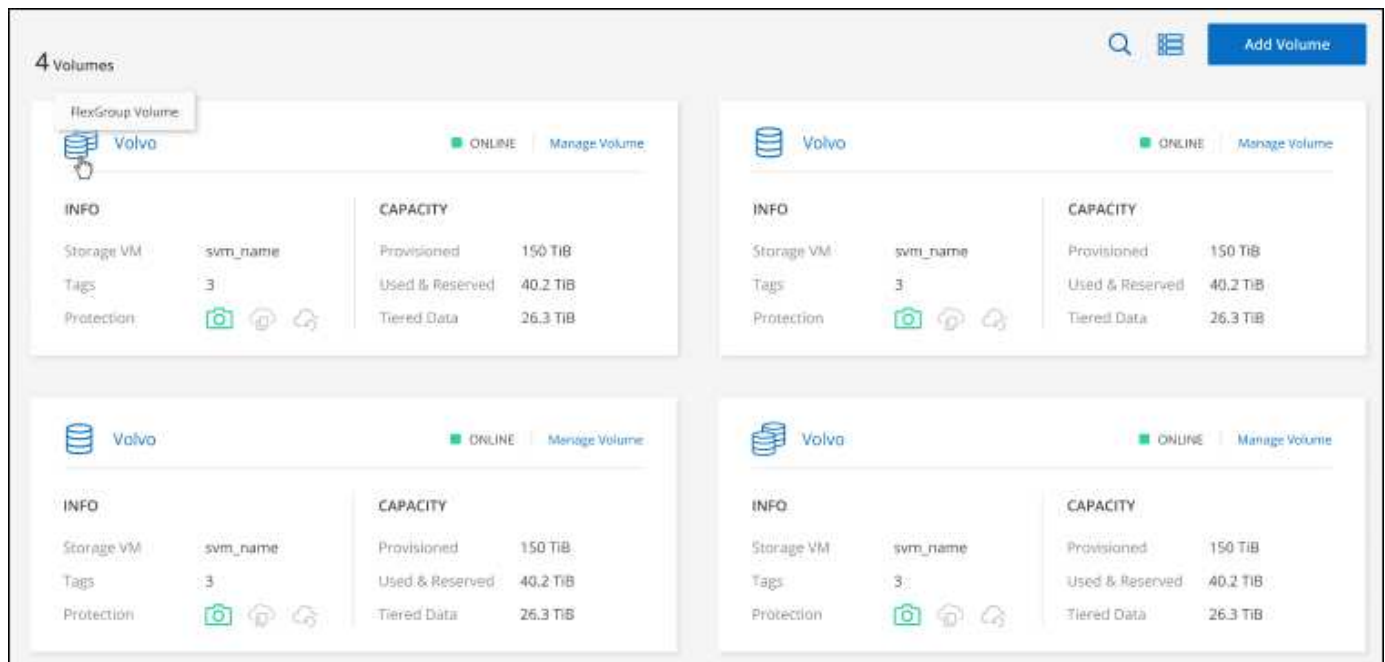 4 Volumes
Add Volume
FlexGroup Volume
Volvo
ONLINE
Manage Volume
INFO
CAPACITY
Storage VM svm_name
Provisioned 150 TiB
Tags 3
Used & Reserved 40.2 TiB
Protection
Tiered Data 26.3 TiB
Volvo
ONLINE
Manage Volume
INFO
CAPACITY
Storage VM svm_name
Provisioned 150 TiB
Tags 3
Used & Reserved 40.2 TiB
Protection
Tiered Data 26.3 TiB
Volvo
ONLINE
Manage Volume
INFO
CAPACITY
Storage VM svm_name
Provisioned 150 TiB
Tags 3
Used & Reserved 40.2 TiB
Protection
Tiered Data 26.3 TiB
Volvo
ONLINE
Manage Volume
INFO
CAPACITY
Storage VM svm_name
Provisioned 150 TiB
Tags 3
Used & Reserved 40.2 TiB
Protection
Tiered Data 26.3 TiB